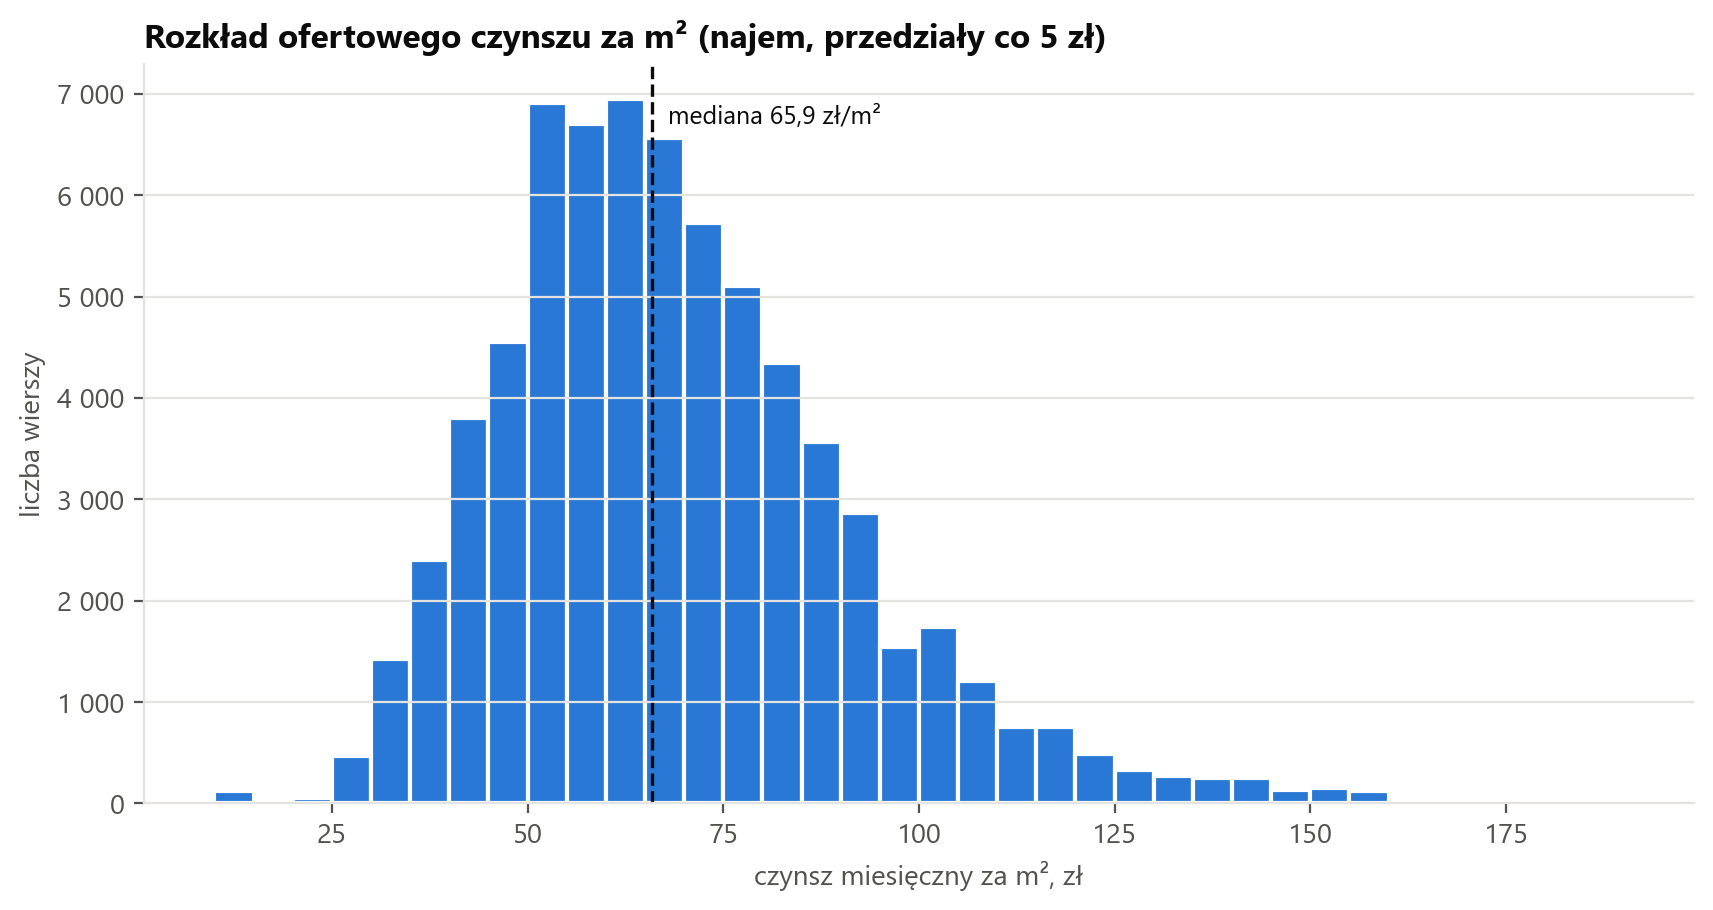 Rozkład ofertowego czynszu za m² (najem, przedziały co 5 zł)
mediana 65,9 zł/m²
liczba wierszy
7 000
6 000
5 000
4 000
3 000
2 000
1 000
0
25 50 75 100 125 150 175
czynsz miesięczny za m², zł